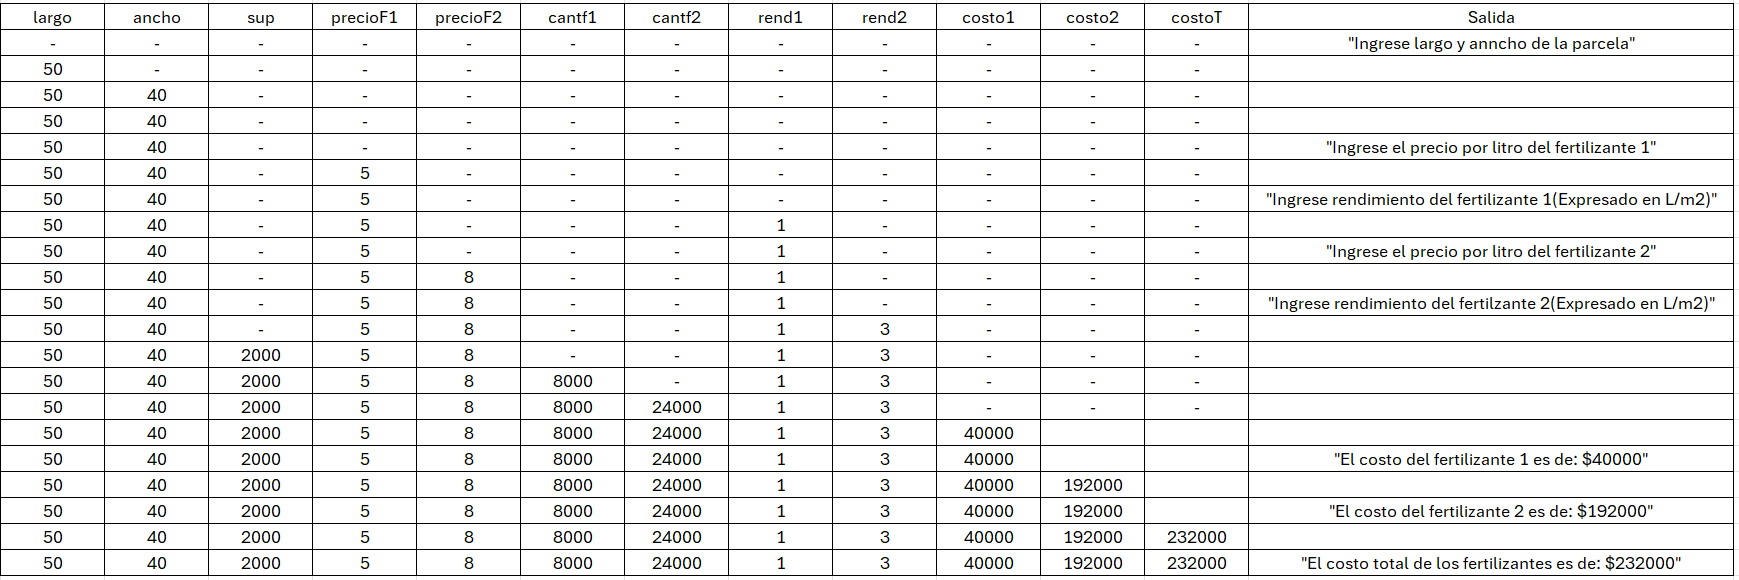 largo ancho sup precioF1 precioF2 cantf1 cantf2 rend1 rend2 costo1 costo2 costoT Salida
- - - - - - - - - - - - "Ingrese largo y anncho de la parcela"
50 - - - - - - - - - - -
50 40 - - - - - - - - - -
50 40 - - - - - - - - - -
50 40 - - - - - - - - - - "Ingrese el precio por litro del fertilizante 1"
50 40 - 5 - - - - - - - -
50 40 - 5 - - - - - - - - "Ingrese rendimiento del fertilizante 1(Expresado en L/m2)"
50 40 - 5 - - - 1 - - - -
50 40 - 5 - - - 1 - - - - "Ingrese el precio por litro del fertilizante 2"
50 40 - 5 8 - - 1 - - - -
50 40 - 5 8 - - 1 - - - - "Ingrese rendimiento del fertilzante 2(Expresado en L/m2)"
50 40 - 5 8 - - 1 3 - - -
50 40 2000 5 8 - - 1 3 - - -
50 40 2000 5 8 8000 - 1 3 - - -
50 40 2000 5 8 8000 24000 1 3 - - -
50 40 2000 5 8 8000 24000 1 3 40000
50 40 2000 5 8 8000 24000 1 3 40000 "El costo del fertilizante 1 es de: $40000"
50 40 2000 5 8 8000 24000 1 3 40000 192000
50 40 2000 5 8 8000 24000 1 3 40000 192000 "El costo del fertilizante 2 es de: $192000"
50 40 2000 5 8 8000 24000 1 3 40000 192000 232000
50 40 2000 5 8 8000 24000 1 3 40000 192000 232000 "El costo total de los fertilizantes es de: $232000"